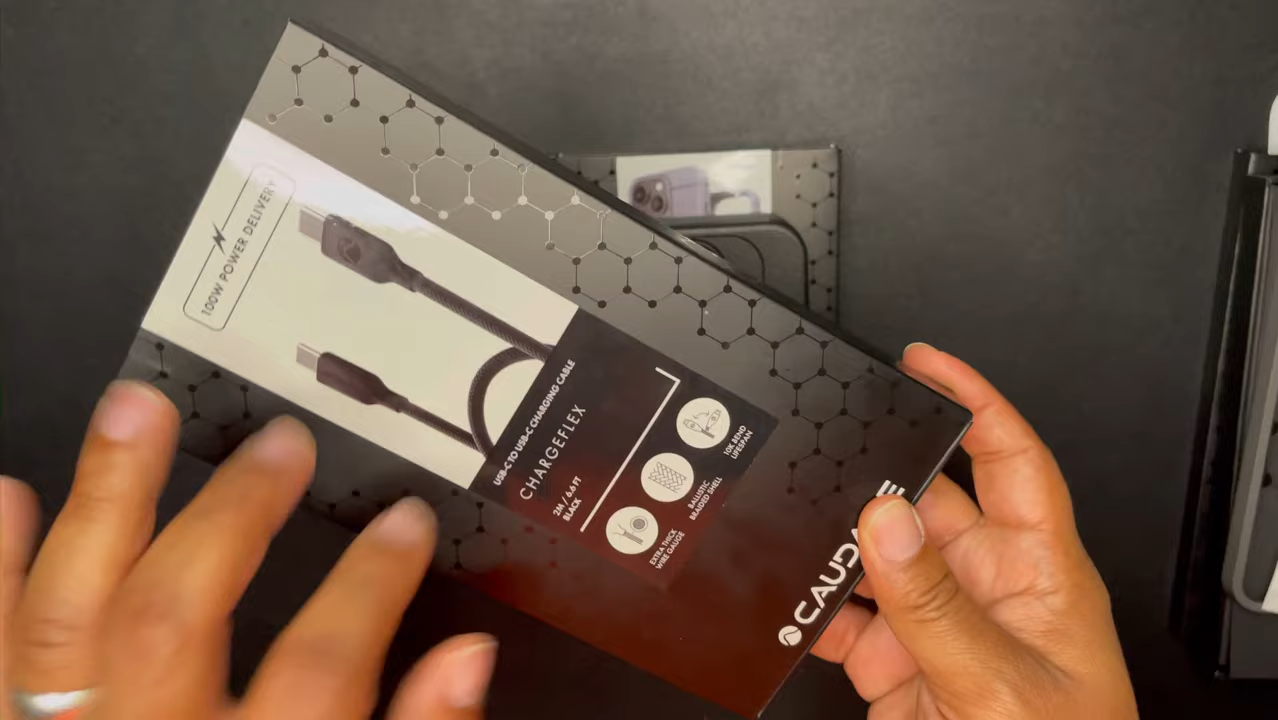 100W POWER DELIVERY
USB-C TO USB-C CHARGING CABLE
CHARGEFLEX
2M / 6.6 FT
BLACK
10K BEND
LIFESPAN
BALLISTIC
BRAIDED SHELL
EXTRA THICK
WIRE GAUGE